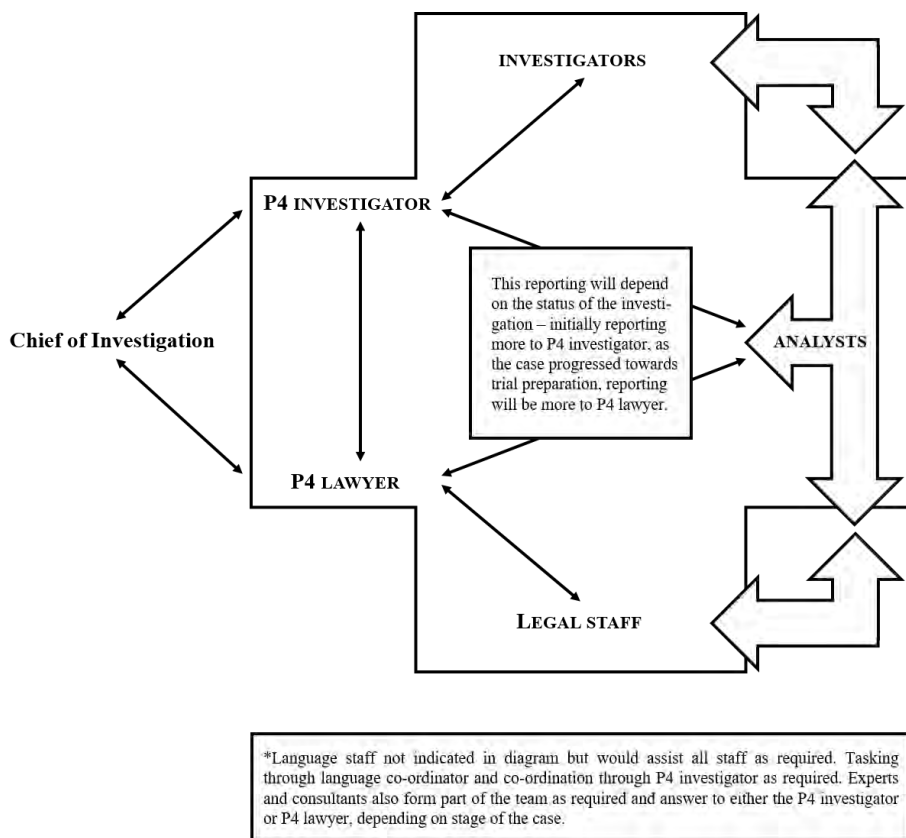 INVESTIGATORS
P4 INVESTIGATOR
This reporting will depend
on the status of the investi-
gation – initially reporting
more to P4 investigator, as
the case progressed towards
trial preparation, reporting
will be more to P4 lawyer.
Chief of Investigation
ANALYSTS
P4 LAWYER
LEGAL STAFF
*Language staff not indicated in diagram but would assist all staff as required. Tasking
through language co-ordinator and co-ordination through P4 investigator as required. Experts
and consultants also form part of the team as required and answer to either the P4 investigator
or P4 lawyer, depending on stage of the case.